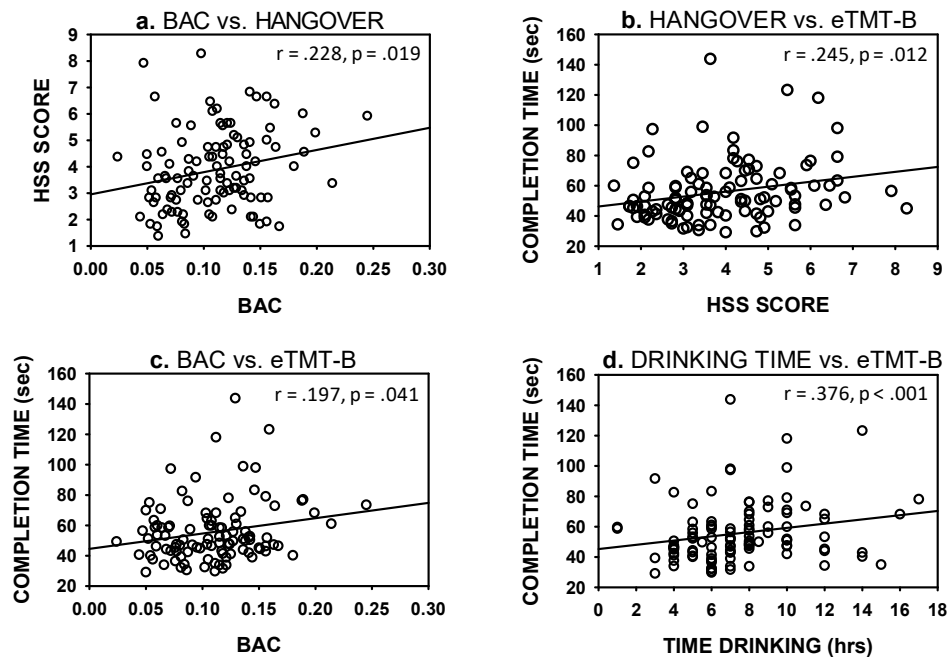 a. BAC vs. HANGOVER
r = .228, p = .019
HSS SCORE
9
8
7
6
5
4
3
2
1
0.00 0.05 0.10 0.15 0.20 0.25 0.30
BAC
b. HANGOVER vs. eTMT-B
r = .245, p = .012
COMPLETION TIME (sec)
160
140
120
100
80
60
40
20
1 2 3 4 5 6 7 8 9
HSS SCORE
c. BAC vs. eTMT-B
r = .197, p = .041
COMPLETION TIME (sec)
160
140
120
100
80
60
40
20
0.00 0.05 0.10 0.15 0.20 0.25 0.30
BAC
d. DRINKING TIME vs. eTMT-B
r = .376, p < .001
COMPLETION TIME (sec)
160
140
120
100
80
60
40
20
0 2 4 6 8 10 12 14 16 18
TIME DRINKING (hrs)